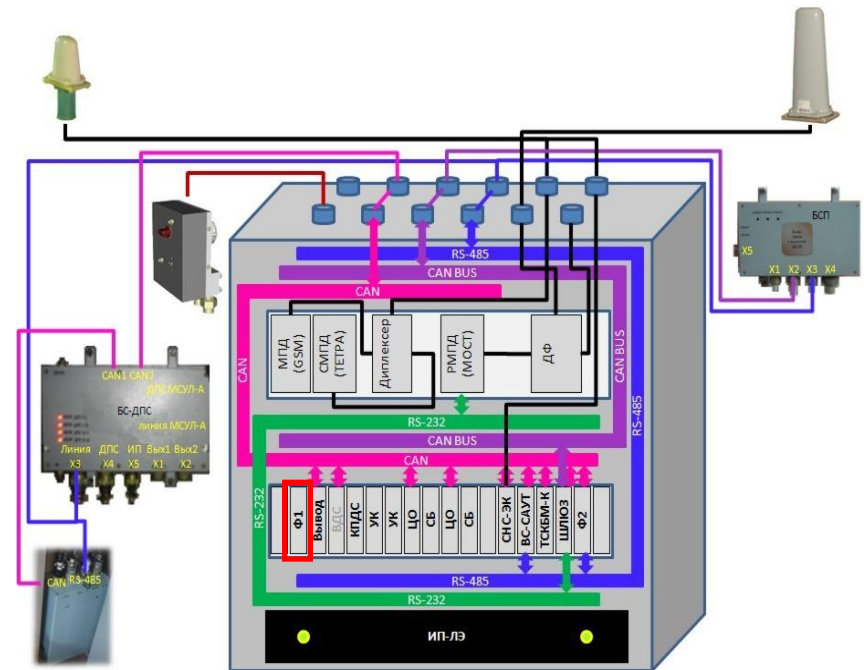 RS-485
CAN BUS
CAN
МПД
(GSM)
СМПД
(ТЕТРА)
Диплексер
РМПД
(МОСТ)
ДФ
CAN
CAN BUS
RS-485
RS-232
CAN BUS
CAN
RS-232
Ф1
Вывод
ВДС
КПДС
УК
УК
ЦО
СБ
ЦО
СБ
СНС-ЭК
ВС-САУТ
ТСКБМ-К
ШЛЮЗ
Ф2
RS-485
RS-232
ИП-ЛЭ
БСП
X5
X1 X2 X3 X4
CAN1 CAN2
ДПС МСУЛ-А
БС-ДПС
линия МСУЛ-А
Линия ДПС ИП Вых1 Вых2
X3 X4 X5 X1 X2
CAN RS-485